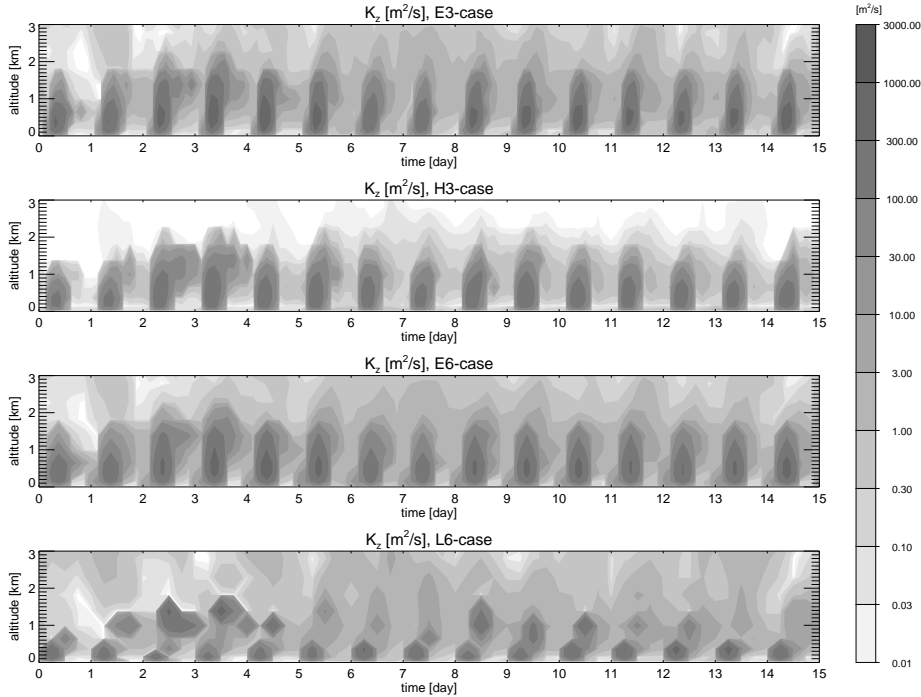 K_z [m²/s], E3-case
[m²/s]
altitude [km]
3
2
1
0
0 1 2 3 4 5 6 7 8 9 10 11 12 13 14 15
time [day]
K_z [m²/s], H3-case
altitude [km]
3
2
1
0
0 1 2 3 4 5 6 7 8 9 10 11 12 13 14 15
time [day]
K_z [m²/s], E6-case
altitude [km]
3
2
1
0
0 1 2 3 4 5 6 7 8 9 10 11 12 13 14 15
time [day]
K_z [m²/s], L6-case
altitude [km]
3
2
1
0
0 1 2 3 4 5 6 7 8 9 10 11 12 13 14 15
time [day]
3000.00
1000.00
300.00
100.00
30.00
10.00
3.00
1.00
0.30
0.10
0.03
0.01